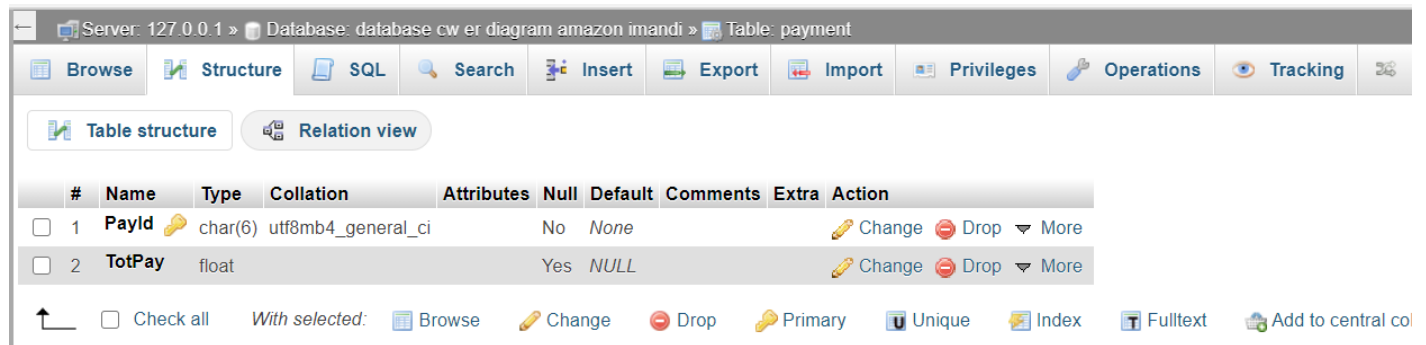 ← Server: 127.0.0.1 » Database: database cw er diagram amazon imandi » Table: payment
Browse Structure SQL Search Insert Export Import Privileges Operations Tracking
Table structure Relation view
# Name Type Collation Attributes Null Default Comments Extra Action
1 PayId char(6) utf8mb4_general_ci No None Change Drop More
2 TotPay float Yes NULL Change Drop More
Check all With selected: Browse Change Drop Primary Unique Index Fulltext Add to central col